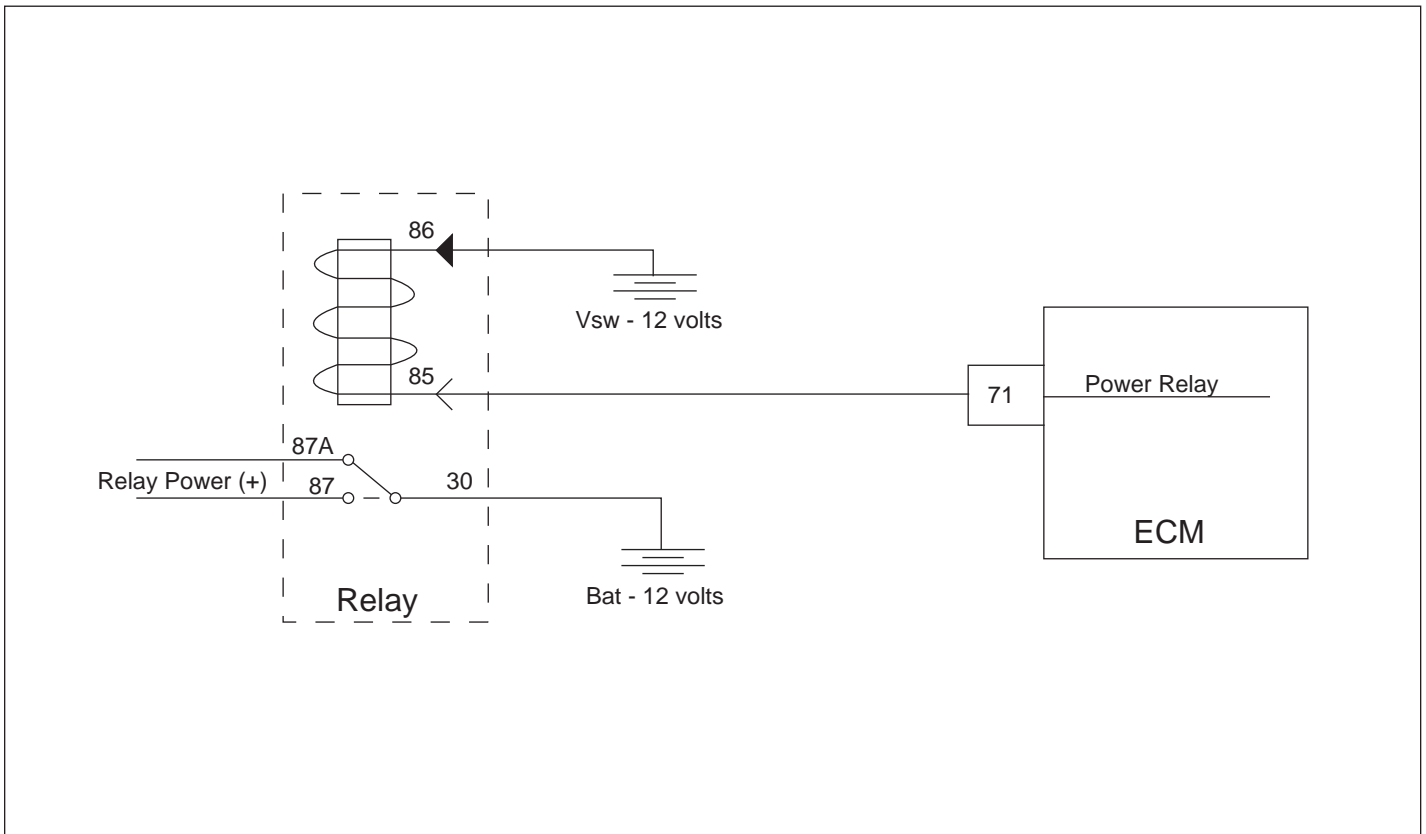 86
Vsw - 12 volts
85
71
Power Relay
87A
Relay Power (+)
87
30
ECM
Bat - 12 volts
Relay